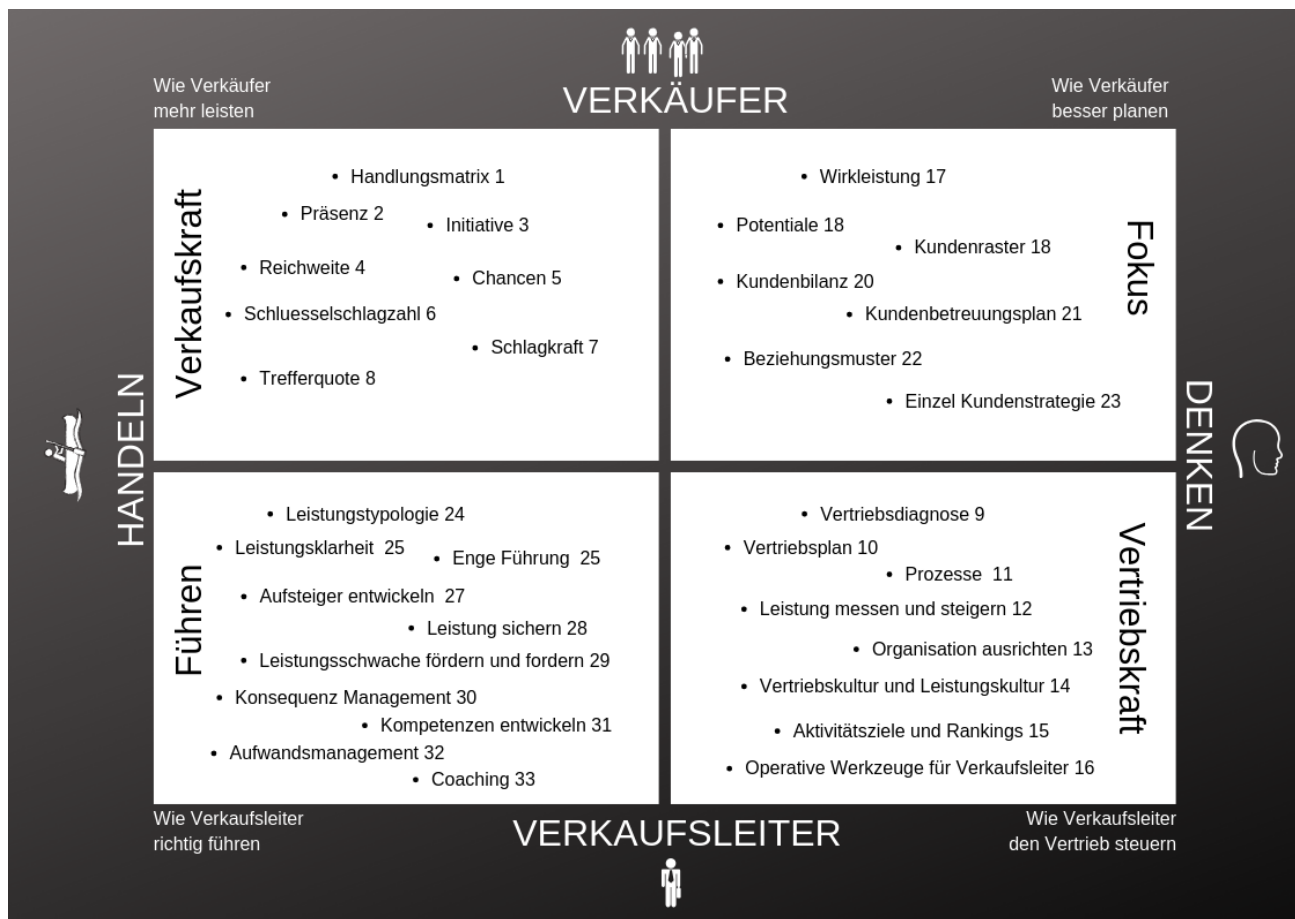 Wie Verkäufer
mehr leisten
VERKÄUFER
Wie Verkäufer
besser planen
Verkaufskraft
Handlungsmatrix 1
Präsenz 2
Initiative 3
Reichweite 4
Chancen 5
Schluesselschlagzahl 6
Schlagkraft 7
Trefferquote 8
Fokus
Wirkleistung 17
Potentiale 18
Kundenraster 18
Kundenbilanz 20
Kundenbetreuungsplan 21
Beziehungsmuster 22
Einzel Kundenstrategie 23
HANDELN
DENKEN
Führen
Leistungstypologie 24
Leistungsklarheit 25
Enge Führung 25
Aufsteiger entwickeln 27
Leistung sichern 28
Leistungsschwache fördern und fordern 29
Konsequenz Management 30
Kompetenzen entwickeln 31
Aufwandsmanagement 32
Coaching 33
Vertriebskraft
Vertriebsdiagnose 9
Vertriebsplan 10
Prozesse 11
Leistung messen und steigern 12
Organisation ausrichten 13
Vertriebskultur und Leistungskultur 14
Aktivitätsziele und Rankings 15
Operative Werkzeuge für Verkaufsleiter 16
Wie Verkaufsleiter
richtig führen
VERKAUFSLEITER
Wie Verkaufsleiter
den Vertrieb steuern